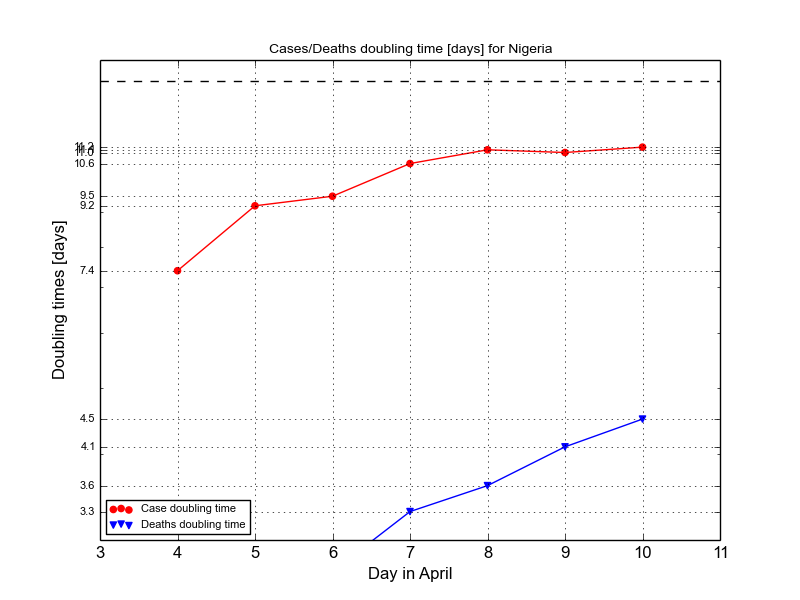 Cases/Deaths doubling time [days] for Nigeria
Doubling times [days]
11.2
11.0
10.6
9.5
9.2
7.4
4.5
4.1
3.6
3.3
Case doubling time
Deaths doubling time
3 4 5 6 7 8 9 10 11
Day in April